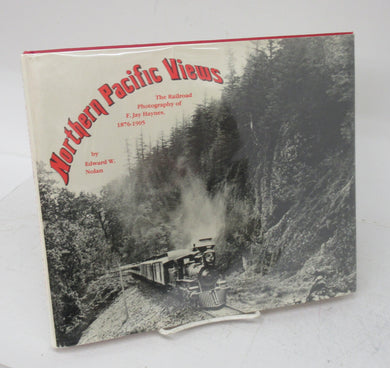 Northern Pacific Views
The Railroad
Photography of
F. Jay Haynes,
1876-1905
by
Edward W.
Nolan